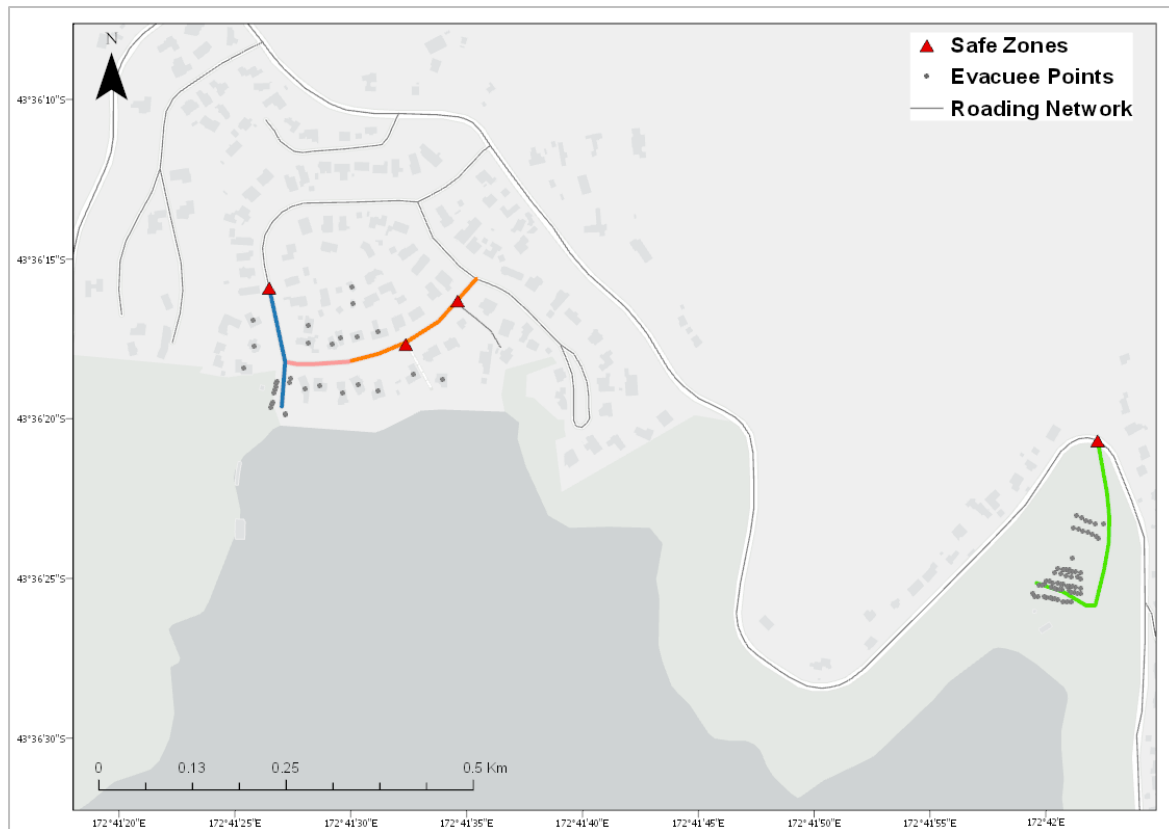 N
Safe Zones
Evacuee Points
Roading Network
43°36'10"S
43°36'15"S
43°36'20"S
43°36'25"S
43°36'30"S
0 0.13 0.25 0.5 Km
172°41'20"E 172°41'25"E 172°41'30"E 172°41'35"E 172°41'40"E 172°41'45"E 172°41'50"E 172°41'55"E 172°42'E